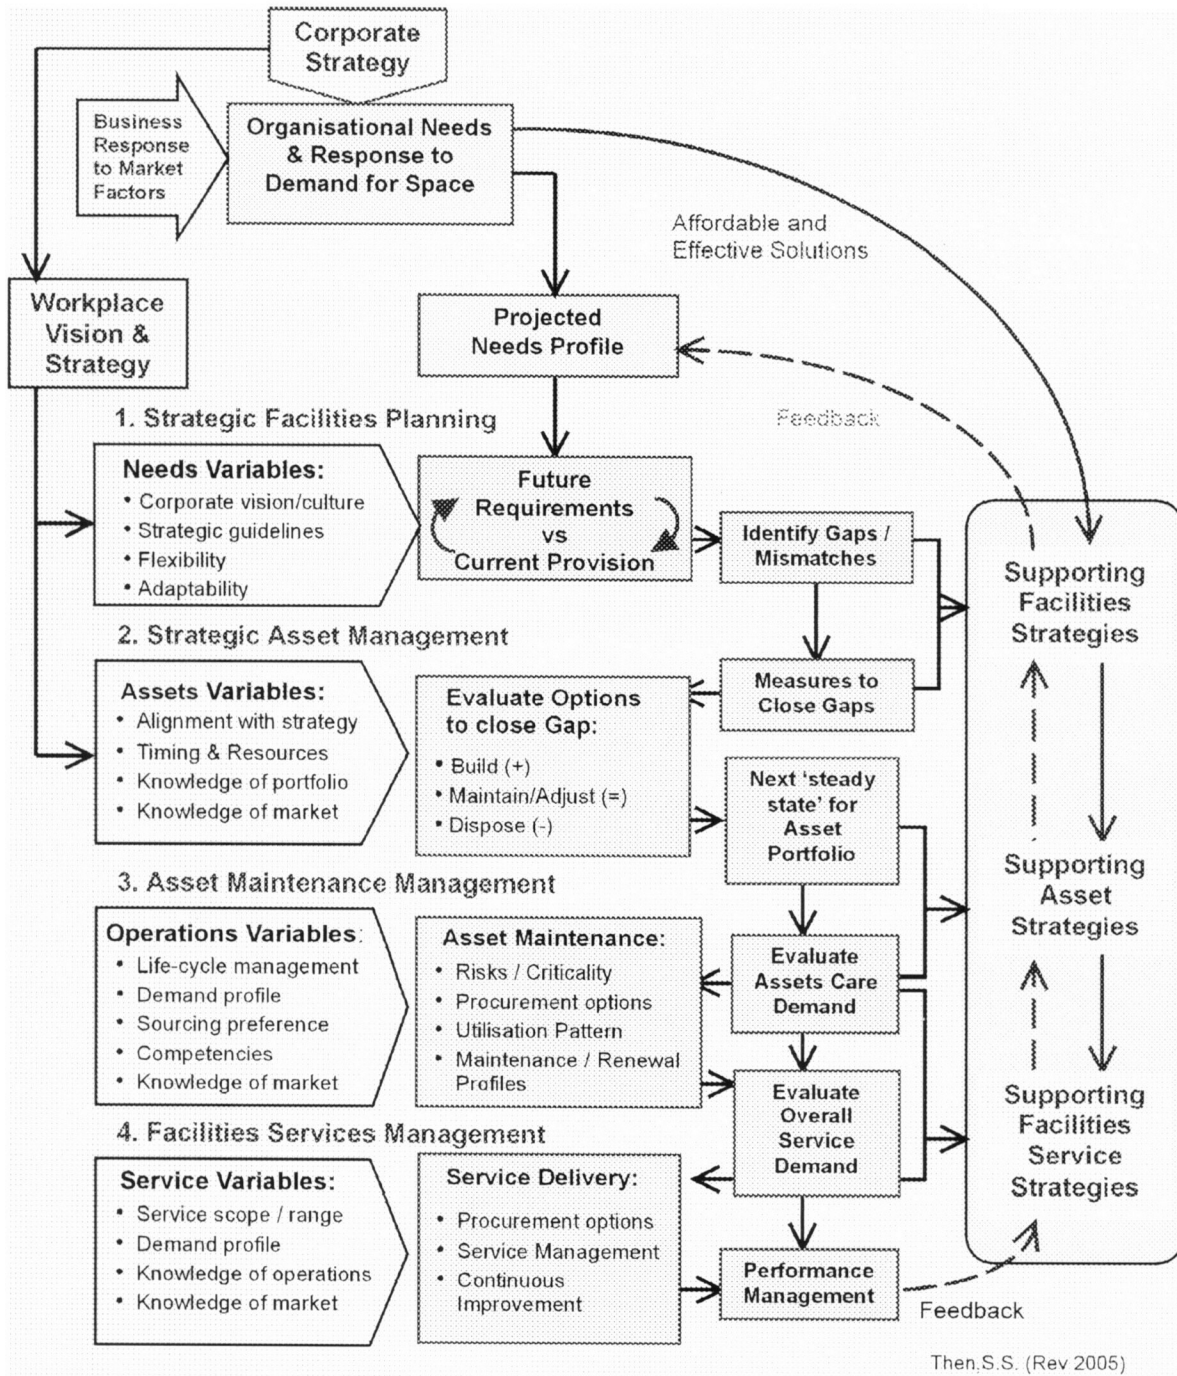 Corporate
Strategy
Business
Response
to Market
Factors
Organisational Needs
& Response to
Demand for Space
Affordable and
Effective Solutions
Workplace
Vision &
Strategy
Projected
Needs Profile
Feedback
1. Strategic Facilities Planning
Needs Variables:
• Corporate vision/culture
• Strategic guidelines
• Flexibility
• Adaptability
Future
Requirements
vs
Current Provision
Identify Gaps /
Mismatches
Supporting
Facilities
Strategies
2. Strategic Asset Management
Assets Variables:
• Alignment with strategy
• Timing & Resources
• Knowledge of portfolio
• Knowledge of market
Evaluate Options
to close Gap:
• Build (+)
• Maintain/Adjust (=)
• Dispose (-)
Measures to
Close Gaps
Next ‘steady
state’ for
Asset
Portfolio
Supporting
Asset
Strategies
3. Asset Maintenance Management
Operations Variables:
• Life-cycle management
• Demand profile
• Sourcing preference
• Competencies
• Knowledge of market
Asset Maintenance:
• Risks / Criticality
• Procurement options
• Utilisation Pattern
• Maintenance / Renewal
Profiles
Evaluate
Assets Care
Demand
Evaluate
Overall
Service
Demand
Supporting
Facilities
Service
Strategies
4. Facilities Services Management
Service Variables:
• Service scope / range
• Demand profile
• Knowledge of operations
• Knowledge of market
Service Delivery:
• Procurement options
• Service Management
• Continuous
Improvement
Performance
Management
Feedback
Then,S.S. (Rev 2005)